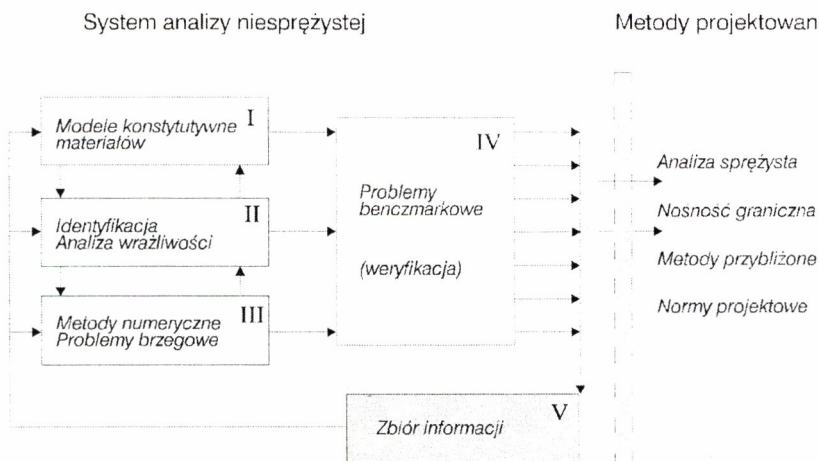 System analizy niesprężystej
Metody projektowan
Modele konstytutywne I
materiałów
Identyfikacja II
Analiza wrażliwości
Metody numeryczne III
Problemy brzegowe
IV
Problemy
benczmarkowe
(weryfikacja)
V
Zbiór informacji
Analiza sprężysta
Nosność graniczna
Metody przybliżone
Normy projektowe